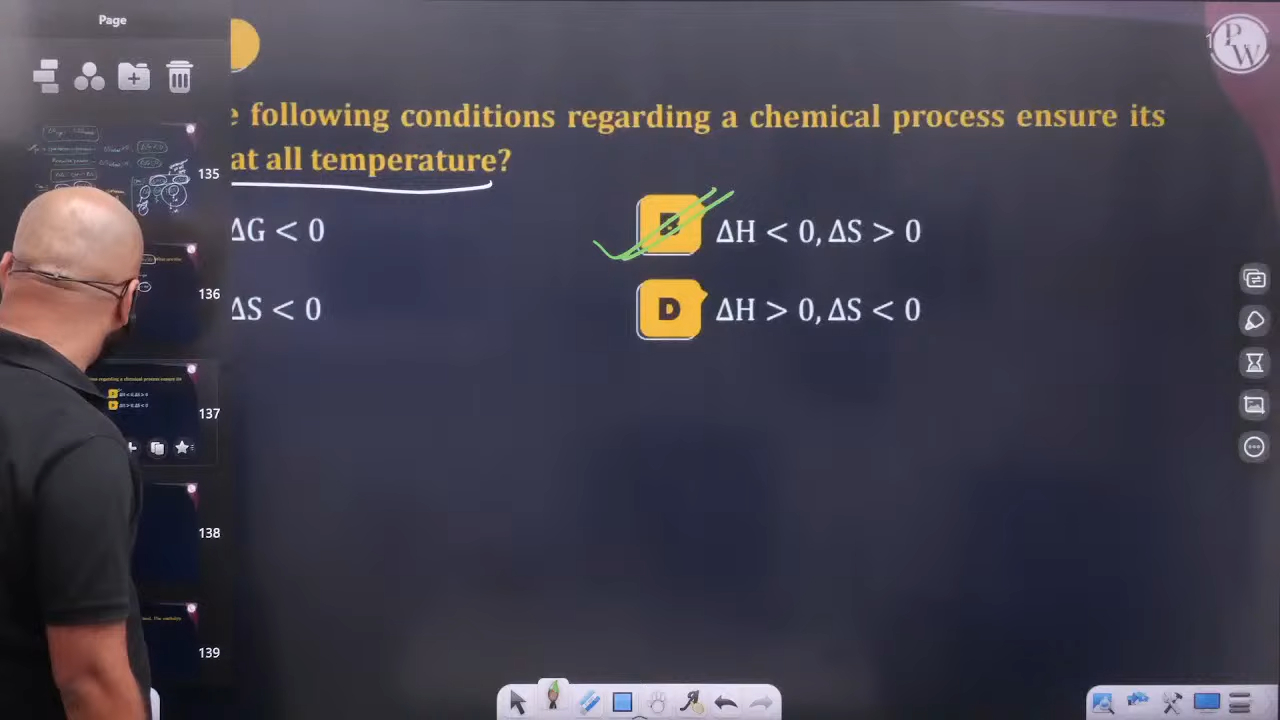 Page
PW
following conditions regarding a chemical process ensure its
at all temperature?
ΔG < 0
B ΔH < 0, ΔS > 0
ΔS < 0
D ΔH > 0, ΔS < 0
135
136
137
138
139